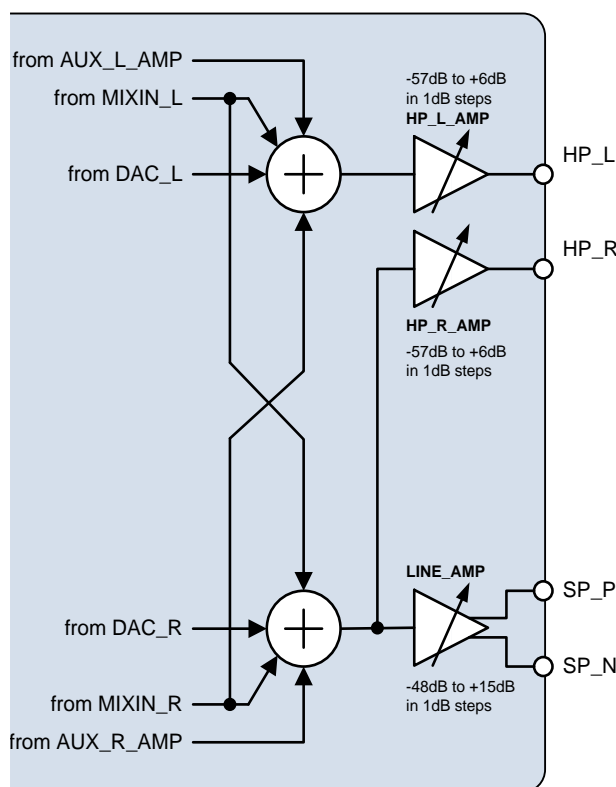 from AUX_L_AMP
from MIXIN_L
from DAC_L
-57dB to +6dB
in 1dB steps
HP_L_AMP
HP_L
HP_R
HP_R_AMP
-57dB to +6dB
in 1dB steps
LINE_AMP
SP_P
SP_N
-48dB to +15dB
in 1dB steps
from DAC_R
from MIXIN_R
from AUX_R_AMP